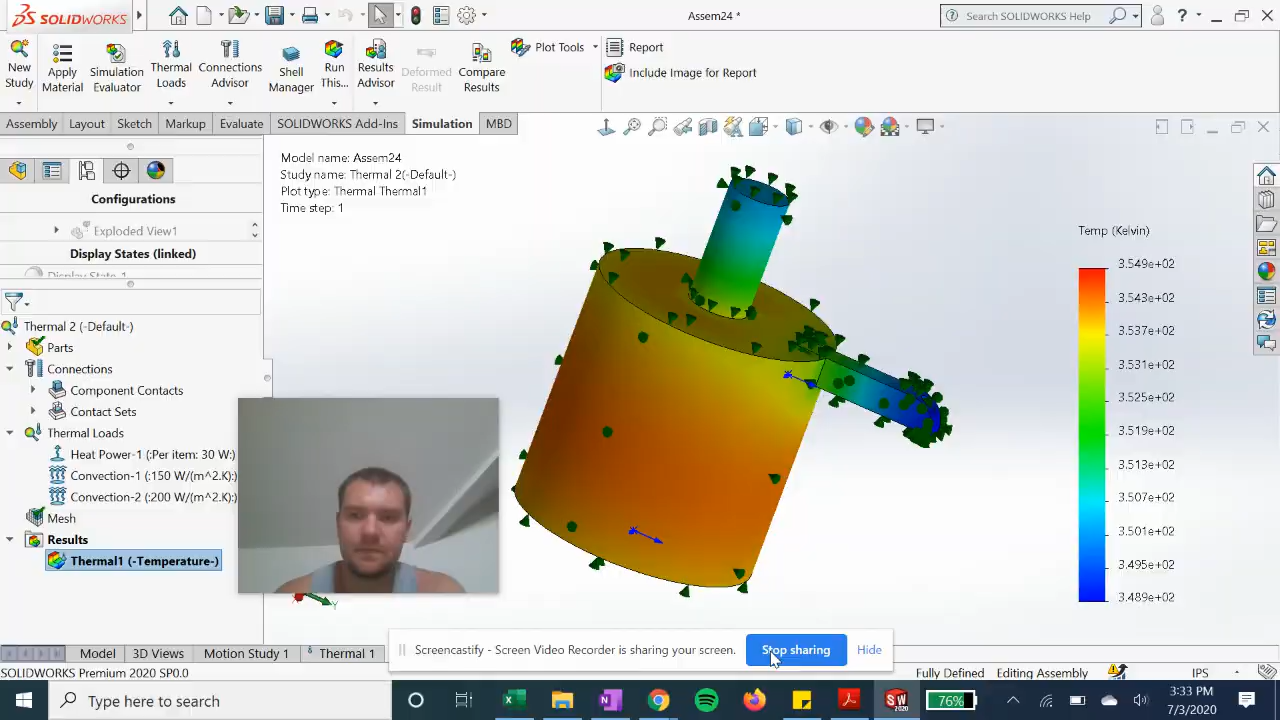 SOLIDWORKS
Assem24 *
Search SOLIDWORKS Help
New Study
Apply Material
Simulation Evaluator
Thermal Loads
Connections Advisor
Shell Manager
Run This...
Results Advisor
Deformed Result
Compare Results
Plot Tools
Report
Include Image for Report
Assembly
Layout
Sketch
Markup
Evaluate
SOLIDWORKS Add-Ins
Simulation
MBD
Configurations
Exploded View1
Display States (linked)
Display State-1
Thermal 2 (-Default-)
Parts
Connections
Component Contacts
Contact Sets
Thermal Loads
Heat Power-1 (:Per item: 30 W:)
Convection-1 (:150 W/(m^2.K):)
Convection-2 (:200 W/(m^2.K):)
Mesh
Results
Thermal1 (-Temperature-)
Model name: Assem24
Study name: Thermal 2(-Default-)
Plot type: Thermal Thermal1
Time step: 1
Temp (Kelvin)
3.549e+02
3.543e+02
3.537e+02
3.532e+02
3.525e+02
3.519e+02
3.513e+02
3.507e+02
3.501e+02
3.495e+02
3.489e+02
Y
Screencastify - Screen Video Recorder is sharing your screen.
Stop sharing
Hide
Model
3D Views
Motion Study 1
Thermal 1
SOLIDWORKS Premium 2020 SP0.0
Fully Defined
Editing Assembly
IPS
Type here to search
76%
3:33 PM
7/3/2020